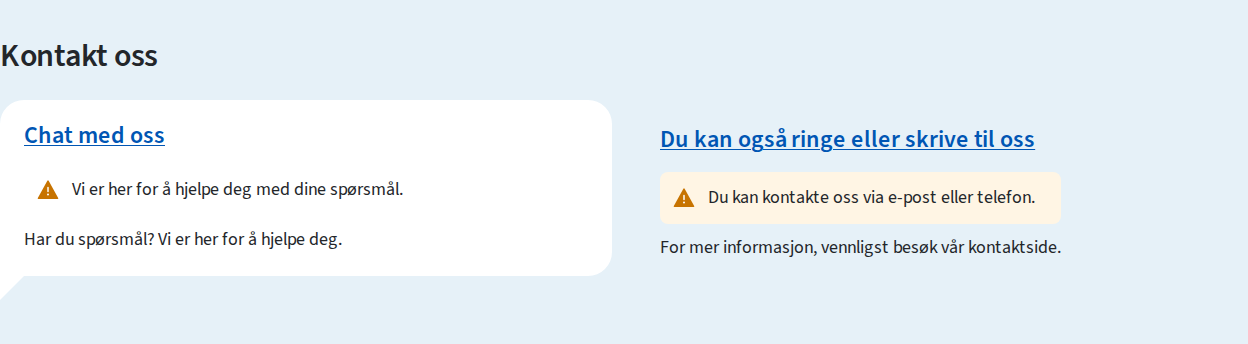 Kontakt oss
Chat med oss
Vi er her for å hjelpe deg med dine spørsmål.
Har du spørsmål? Vi er her for å hjelpe deg.
Du kan også ringe eller skrive til oss
Du kan kontakte oss via e-post eller telefon.
For mer informasjon, vennligst besøk vår kontaktside.